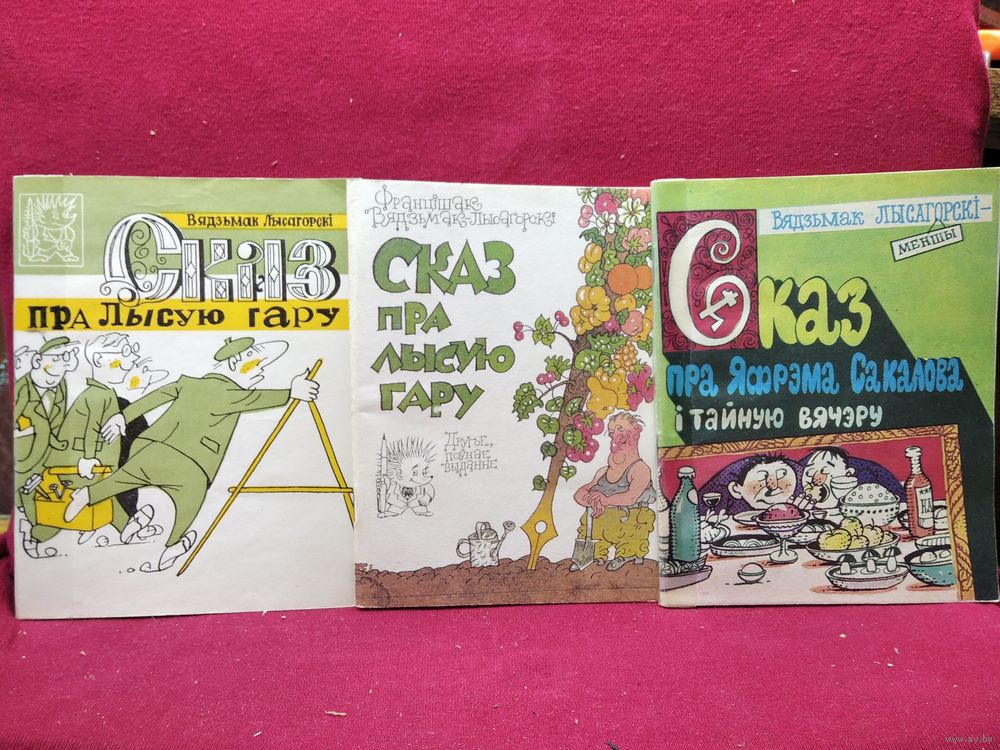 Вядзьмак Лысагорскі
Сказ
пра Лысую гару
Францішак
Вядзьмак-Лысагорскі
Сказ
пра
Лысую
гару
Другое,
поўнае
выданне
Вядзьмак Лысагорскі-
меншы
Сказ
пра Яфрэма Сакалова
і тайную вячэру
www.ay.by